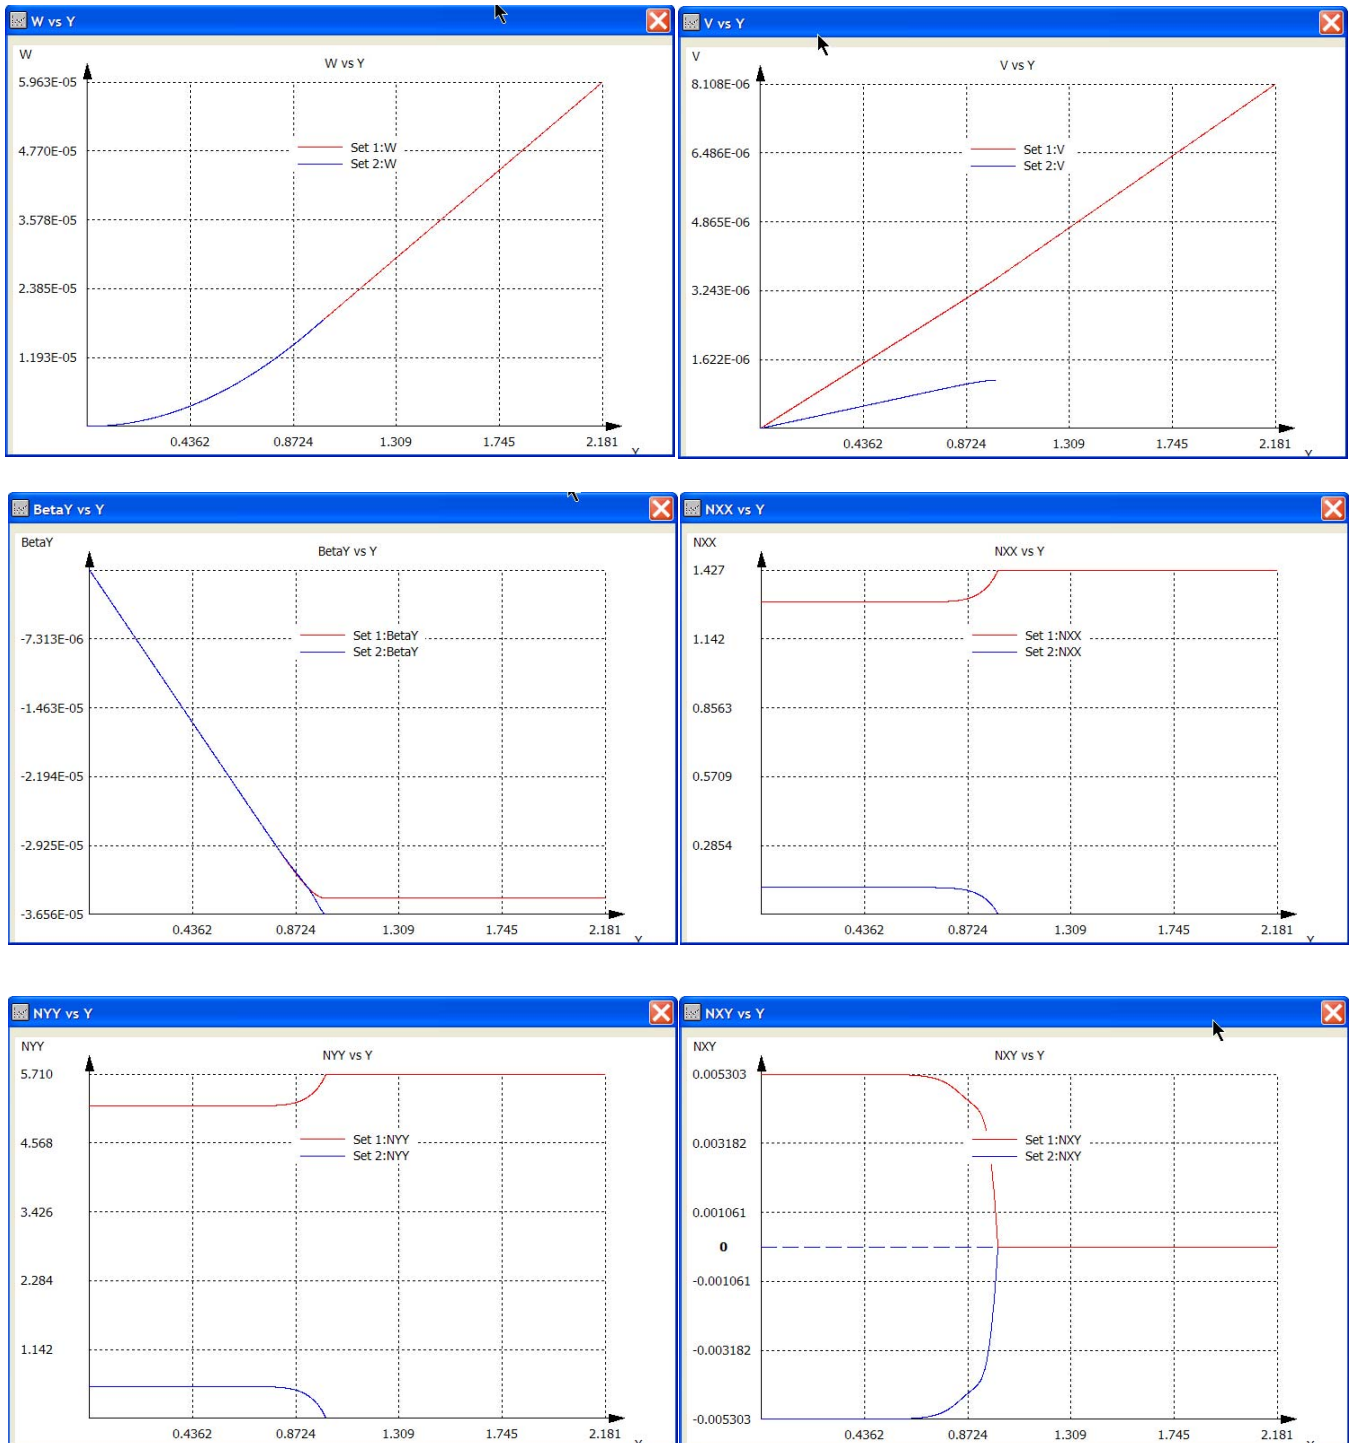 W vs Y
W
W vs Y
5.963E-05
4.770E-05
3.578E-05
2.385E-05
1.193E-05
Set 1:W
Set 2:W
0.4362 0.8724 1.309 1.745 2.181
Y
V vs Y
V
V vs Y
8.108E-06
6.486E-06
4.865E-06
3.243E-06
1.622E-06
Set 1:V
Set 2:V
0.4362 0.8724 1.309 1.745 2.181
Y
BetaY vs Y
BetaY
BetaY vs Y
-7.313E-06
-1.463E-05
-2.194E-05
-2.925E-05
-3.656E-05
Set 1:BetaY
Set 2:BetaY
0.4362 0.8724 1.309 1.745 2.181
Y
NXX vs Y
NXX
NXX vs Y
1.427
1.142
0.8563
0.5709
0.2854
Set 1:NXX
Set 2:NXX
0.4362 0.8724 1.309 1.745 2.181
Y
NYY vs Y
NYY
NYY vs Y
5.710
4.568
3.426
2.284
1.142
Set 1:NYY
Set 2:NYY
0.4362 0.8724 1.309 1.745 2.181
NXY vs Y
NXY
NXY vs Y
0.005303
0.003182
0.001061
0
-0.001061
-0.003182
-0.005303
Set 1:NXY
Set 2:NXY
0.4362 0.8724 1.309 1.745 2.181